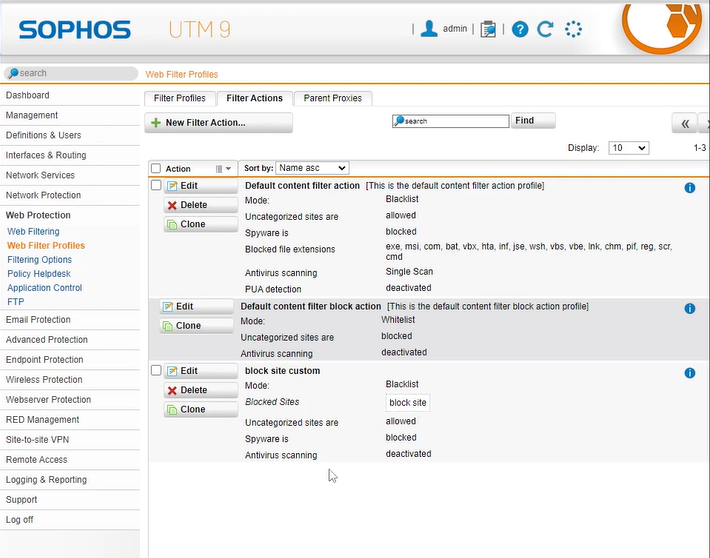 SOPHOS UTM 9 | admin | | ?
search
Web Filter Profiles
Dashboard
Management
Definitions & Users
Interfaces & Routing
Network Services
Network Protection
Web Protection
Web Filtering
Web Filter Profiles
Filtering Options
Policy Helpdesk
Application Control
FTP
Email Protection
Advanced Protection
Endpoint Protection
Wireless Protection
Webserver Protection
RED Management
Site-to-site VPN
Remote Access
Logging & Reporting
Support
Log off
Filter Profiles Filter Actions Parent Proxies
+ New Filter Action... search Find «
Display: 10 1-3
Action Sort by: Name asc
Edit Default content filter action [This is the default content filter action profile]
Delete Mode: Blacklist
Clone Uncategorized sites are allowed
Spyware is blocked
Blocked file extensions exe, msi, com, bat, vbx, hta, inf, jse, wsh, vbs, vbe, lnk, chm, pif, reg, scr,
cmd
Antivirus scanning Single Scan
PUA detection deactivated
Edit Default content filter block action [This is the default content filter block action profile]
Clone Mode: Whitelist
Uncategorized sites are blocked
Antivirus scanning deactivated
Edit block site custom
Delete Mode: Blacklist
Clone Blocked Sites block site
Uncategorized sites are allowed
Spyware is blocked
Antivirus scanning deactivated